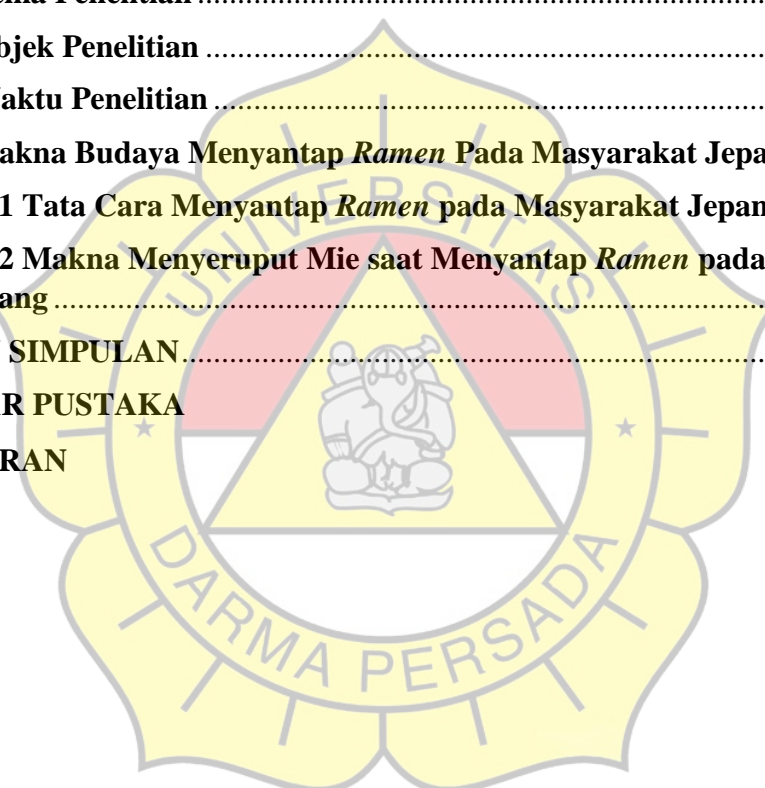 bjek Penelitian ........................................................................
aktu Penelitian ........................................................................
akna Budaya Menyantap Ramen Pada Masyarakat Jepa
1 Tata Cara Menyantap Ramen pada Masyarakat Jepan
2 Makna Menyeruput Mie saat Menyantap Ramen pada
ang ........................................................................
SIMPULAN ........................................................................
R PUSTAKA
RAN
UNIVERSITAS
DARMA PERSADA